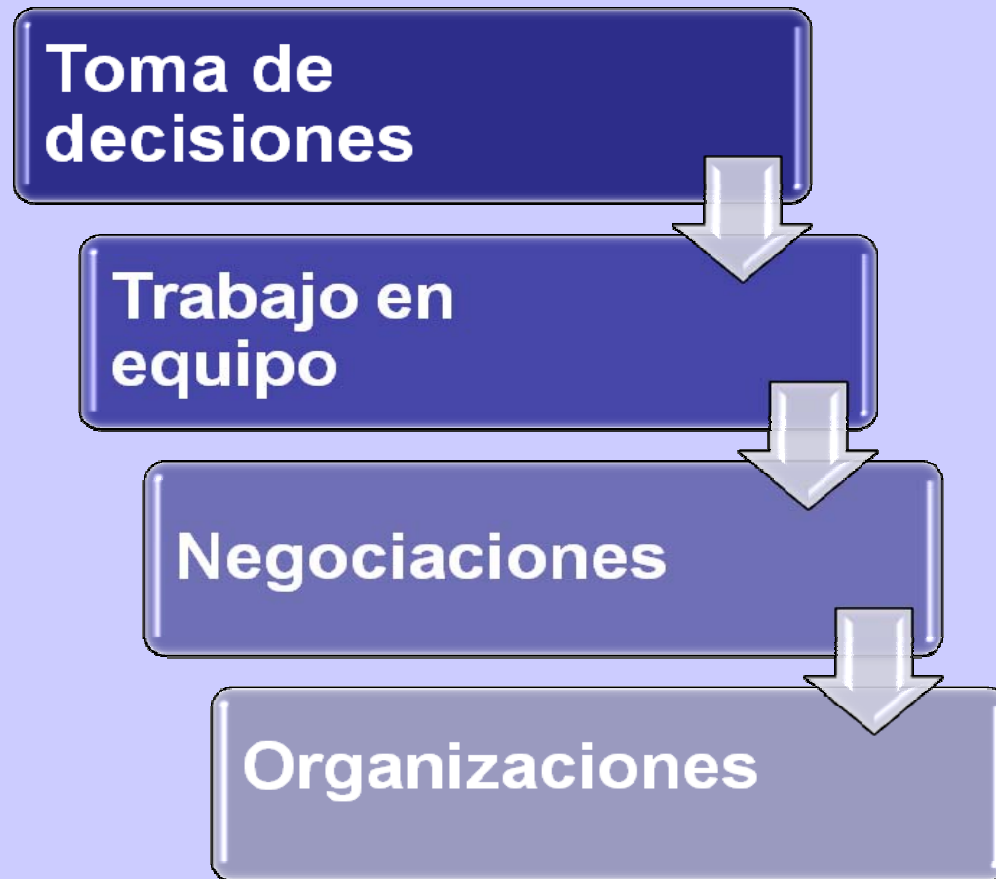 Toma de
decisiones
Trabajo en
equipo
Negociaciones
Organizaciones